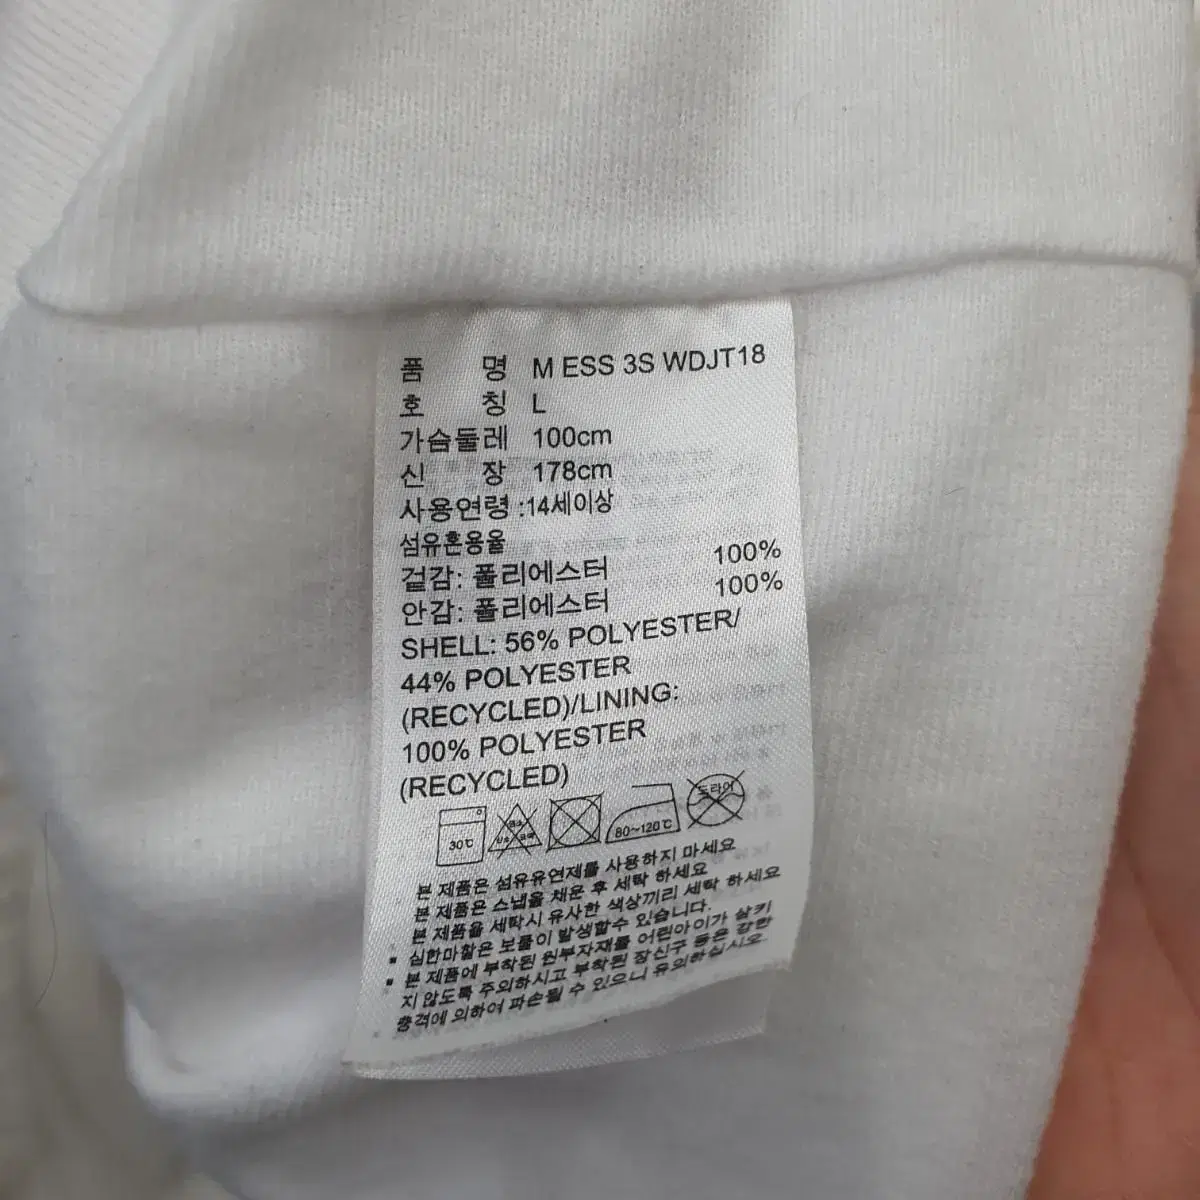 품 명 M ESS 3S WDJT18
호 칭 L
가슴둘레 100cm
신 장 178cm
사용연령 :14세이상
섬유혼용율
겉감: 폴리에스터 100%
안감: 폴리에스터 100%
SHELL: 56% POLYESTER/
44% POLYESTER
(RECYCLED)/LINING:
100% POLYESTER
(RECYCLED)
30℃ 80~120℃ 드라이
본 제품은 섬유유연제를 사용하지 마세요
본 제품은 스냅을 채운 후 세탁 하세요
본 제품을 세탁시 유사한 색상끼리 세탁 하세요
▪ 심한마찰은 보풀이 발생할수 있습니다.
▪ 본 제품에 부착된 원부자재를 어린아이가 삼키
지 않도록 주의하시고 부착된 장신구 등은 강한
충격에 의하여 파손될 수 있으니 유의하십시오.